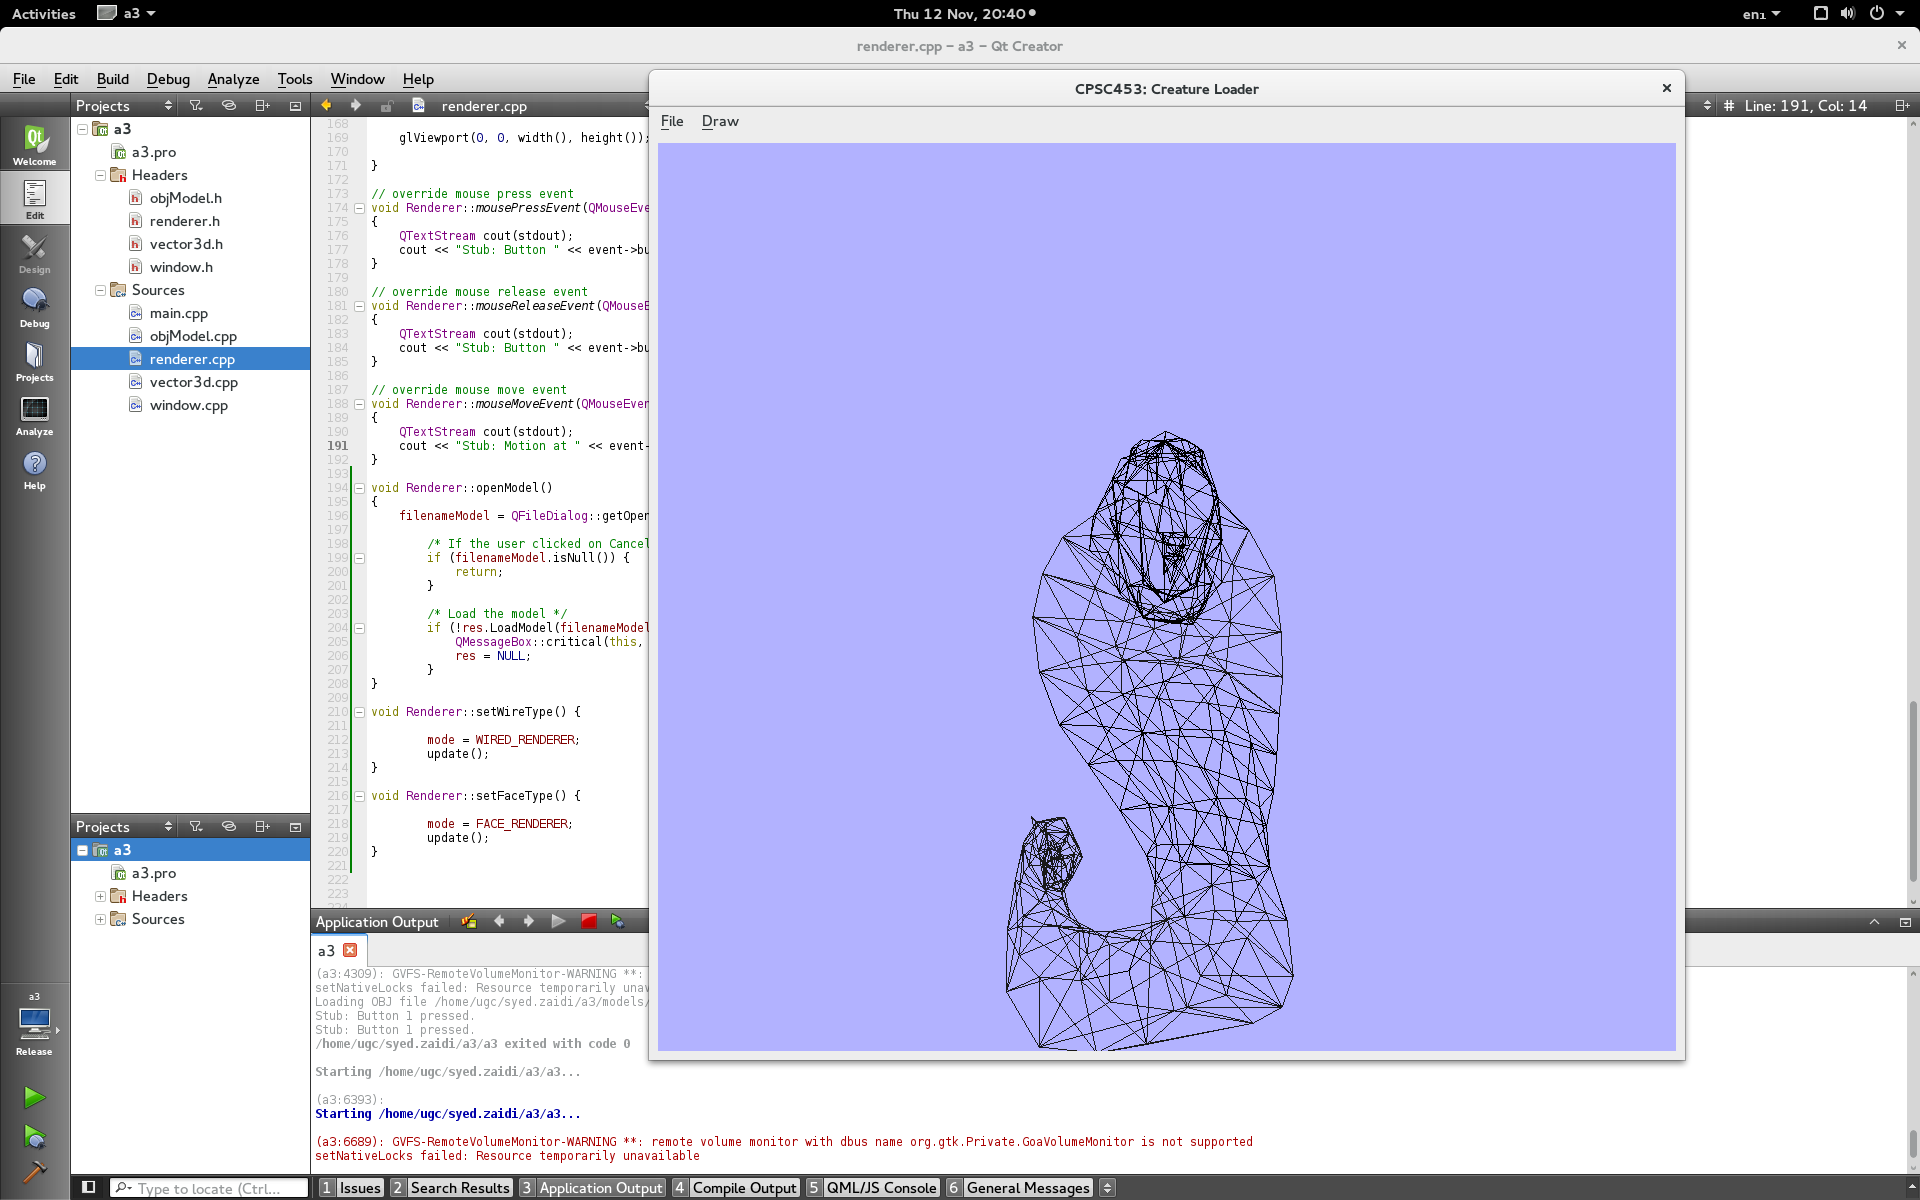 Activities a3 Thu 12 Nov, 20:40 en₁
renderer.cpp - a3 - Qt Creator
File Edit Build Debug Analyze Tools Window Help
Projects renderer.cpp # Line: 191, Col: 14
CPSC453: Creature Loader
File Draw
Welcome
Edit
Design
Debug
Projects
Analyze
Help
a3
Release
a3
a3.pro
Headers
objModel.h
renderer.h
vector3d.h
window.h
Sources
main.cpp
objModel.cpp
renderer.cpp
vector3d.cpp
window.cpp
Projects
a3
a3.pro
Headers
Sources
168
169 glViewport(0, 0, width(), height());
170
171 }
172
173 // override mouse press event
174 void Renderer::mousePressEvent(QMouseEve
175 {
176 QTextStream cout(stdout);
177 cout << "Stub: Button " << event->bu
178 }
179
180 // override mouse release event
181 void Renderer::mouseReleaseEvent(QMouseE
182 {
183 QTextStream cout(stdout);
184 cout << "Stub: Button " << event->bu
185 }
186
187 // override mouse move event
188 void Renderer::mouseMoveEvent(QMouseEven
189 {
190 QTextStream cout(stdout);
191 cout << "Stub: Motion at " << event-
192 }
193
194 void Renderer::openModel()
195 {
196 filenameModel = QFileDialog::getOpen
197
198 /* If the user clicked on Cancel
199 if (filenameModel.isNull()) {
200 return;
201 }
202
203 /* Load the model */
204 if (!res.LoadModel(filenameModel
205 QMessageBox::critical(this,
206 res = NULL;
207 }
208 }
209
210 void Renderer::setWireType() {
211
212 mode = WIRED_RENDERER;
213 update();
214 }
215
216 void Renderer::setFaceType() {
217
218 mode = FACE_RENDERER;
219 update();
220 }
221
222
223
224
Application Output
a3
(a3:4309): GVFS-RemoteVolumeMonitor-WARNING **:
setNativeLocks failed: Resource temporarily unav
Loading OBJ file /home/ugc/syed.zaidi/a3/models/
Stub: Button 1 pressed.
Stub: Button 1 pressed.
/home/ugc/syed.zaidi/a3/a3 exited with code 0
Starting /home/ugc/syed.zaidi/a3/a3...
(a3:6393):
Starting /home/ugc/syed.zaidi/a3/a3...
(a3:6689): GVFS-RemoteVolumeMonitor-WARNING **: remote volume monitor with dbus name org.gtk.Private.GoaVolumeMonitor is not supported
setNativeLocks failed: Resource temporarily unavailable
Type to locate (Ctrl... 1 Issues 2 Search Results 3 Application Output 4 Compile Output 5 QML/JS Console 6 General Messages